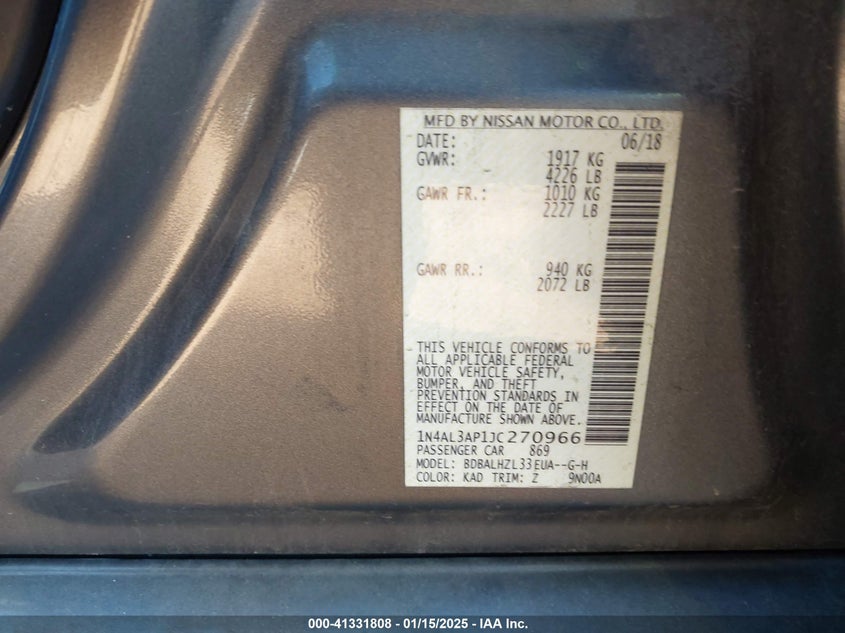 MFD BY NISSAN MOTOR CO., LTD.
DATE: 06/18
GVWR: 1917 KG
4226 LB
GAWR FR.: 1010 KG
2227 LB
GAWR RR.: 940 KG
2072 LB
THIS VEHICLE CONFORMS TO
ALL APPLICABLE FEDERAL
MOTOR VEHICLE SAFETY,
BUMPER, AND THEFT
PREVENTION STANDARDS IN
EFFECT ON THE DATE OF
MANUFACTURE SHOWN ABOVE.
1N4AL3AP1JC270966
PASSENGER CAR 869
MODEL: BDBALHZL33EUA--G-H
COLOR: KAD TRIM: Z 9N00A
000-41331808 - 01/15/2025 - IAA Inc.